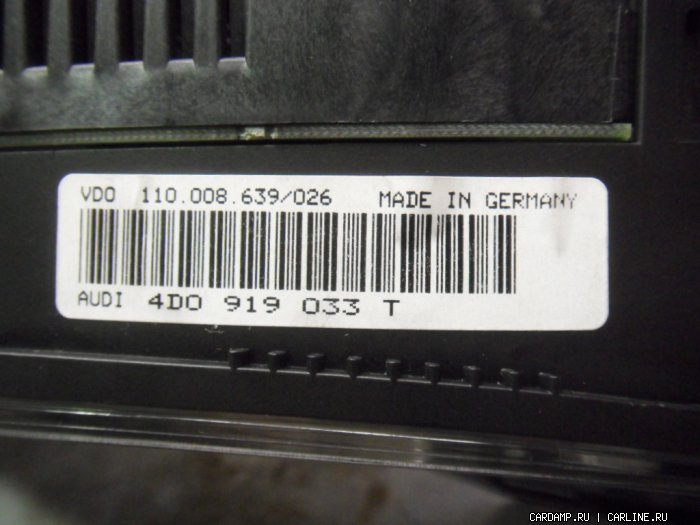 VDO 110.008.639/026 MADE IN GERMANY
AUDI 4D0 919 033 T
CARDAMP.RU | CARLINE.RU